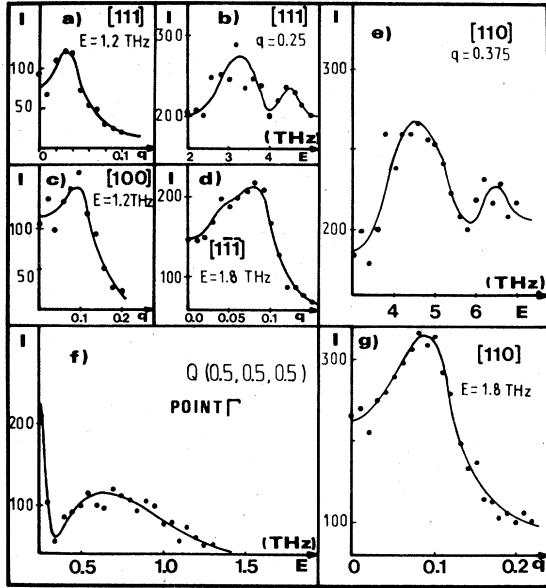 I a) [111]
E = 1.2 THz
100
50
0 0.1 q
I b) [111]
q = 0.25
300
200
2 3 4 E
(THz)
I [110]
e) q = 0.375
300
200
(THz)
4 5 6 E
I c) [100]
E = 1.2THz
100
50
0 0.1 0.2 q
I d)
200
[11̄1]
E = 1.8 THz
100
0.0 0.05 0.1 q
I f)
Q (0.5, 0.5, 0.5)
POINT Γ
200
100
(THz)
0.5 1.0 1.5 E
I g) [110]
300
E = 1.8 THz
100
0 0.1 0.2 q